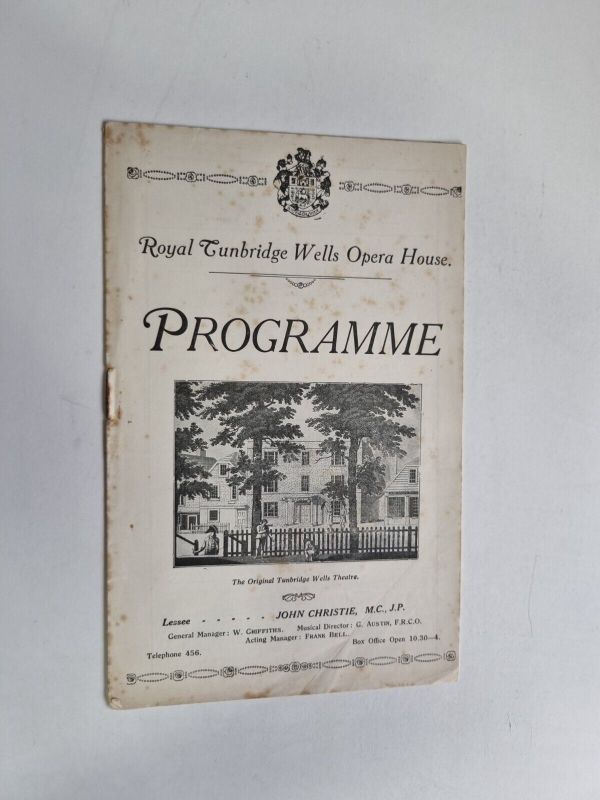 Royal Tunbridge Wells Opera House.
PROGRAMME
The Original Tunbridge Wells Theatre.
Lessee - - - - - JOHN CHRISTIE, M.C., J.P.
General Manager: W. GRIFFITHS. Musical Director: G. AUSTIN, F.R.C.O.
Acting Manager: FRANK BELL.
Telephone 456. Box Office Open 10.30–4.